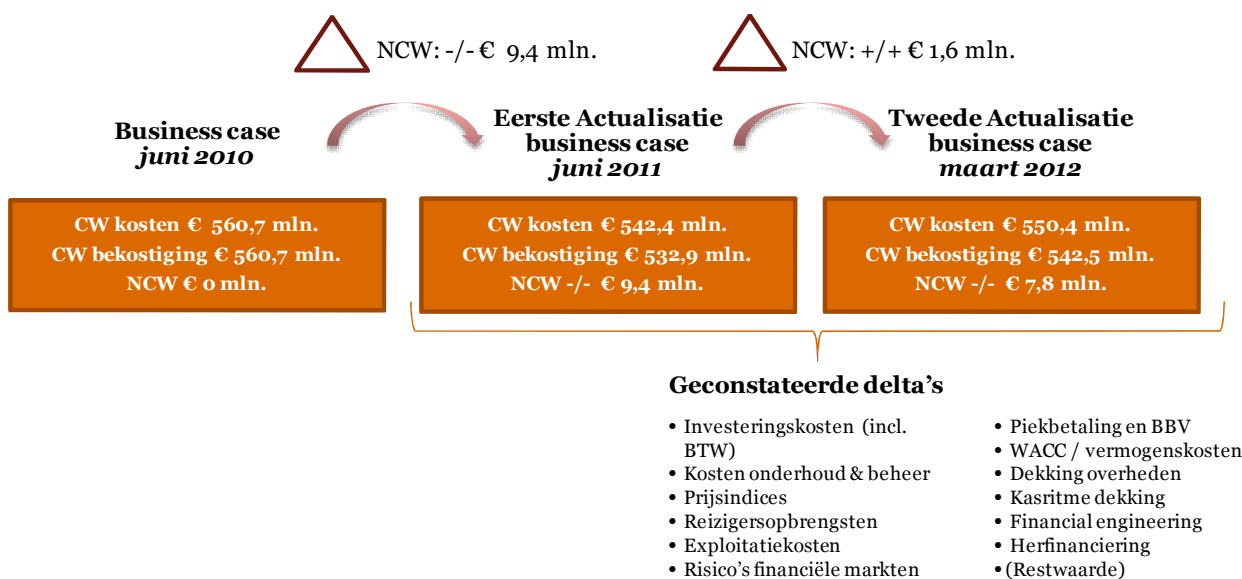 NCW: -/- € 9,4 mln.
NCW: +/+ € 1,6 mln.
Business case
juni 2010
Eerste Actualisatie
business case
juni 2011
Tweede Actualisatie
business case
maart 2012
CW kosten € 560,7 mln.
CW bekostiging € 560,7 mln.
NCW € 0 mln.
CW kosten € 542,4 mln.
CW bekostiging € 532,9 mln.
NCW -/- € 9,4 mln.
CW kosten € 550,4 mln.
CW bekostiging € 542,5 mln.
NCW -/- € 7,8 mln.
Geconstateerde delta's
• Investeringskosten (incl.
BTW)
• Kosten onderhoud & beheer
• Prijsindices
• Reizigersopbrengsten
• Exploitatiekosten
• Risico's financiële markten
• Piekbetaling en BBV
• WACC / vermogenskosten
• Dekking overheden
• Kasritme dekking
• Financial engineering
• Herfinanciering
• (Restwaarde)